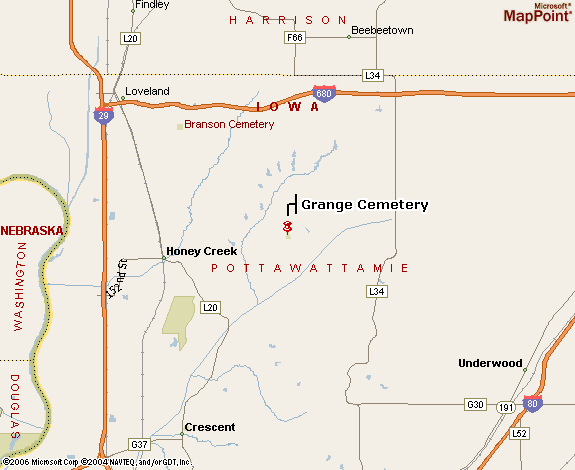 Findley
HARRISON
Microsoft®
MapPoint®
L20
F66
Beebeetown
L34
Loveland
680
IOWA
29
Branson Cemetery
Grange Cemetery
NEBRASKA
Honey Creek
POTTAWATTAMIE
WASHINGTON
152nd St
L34
L20
Underwood
DOUGLAS
G30
191
80
Crescent
L52
G37
©2006 Microsoft Corp ©2004 NAVTEQ, and/or GDT, Inc.